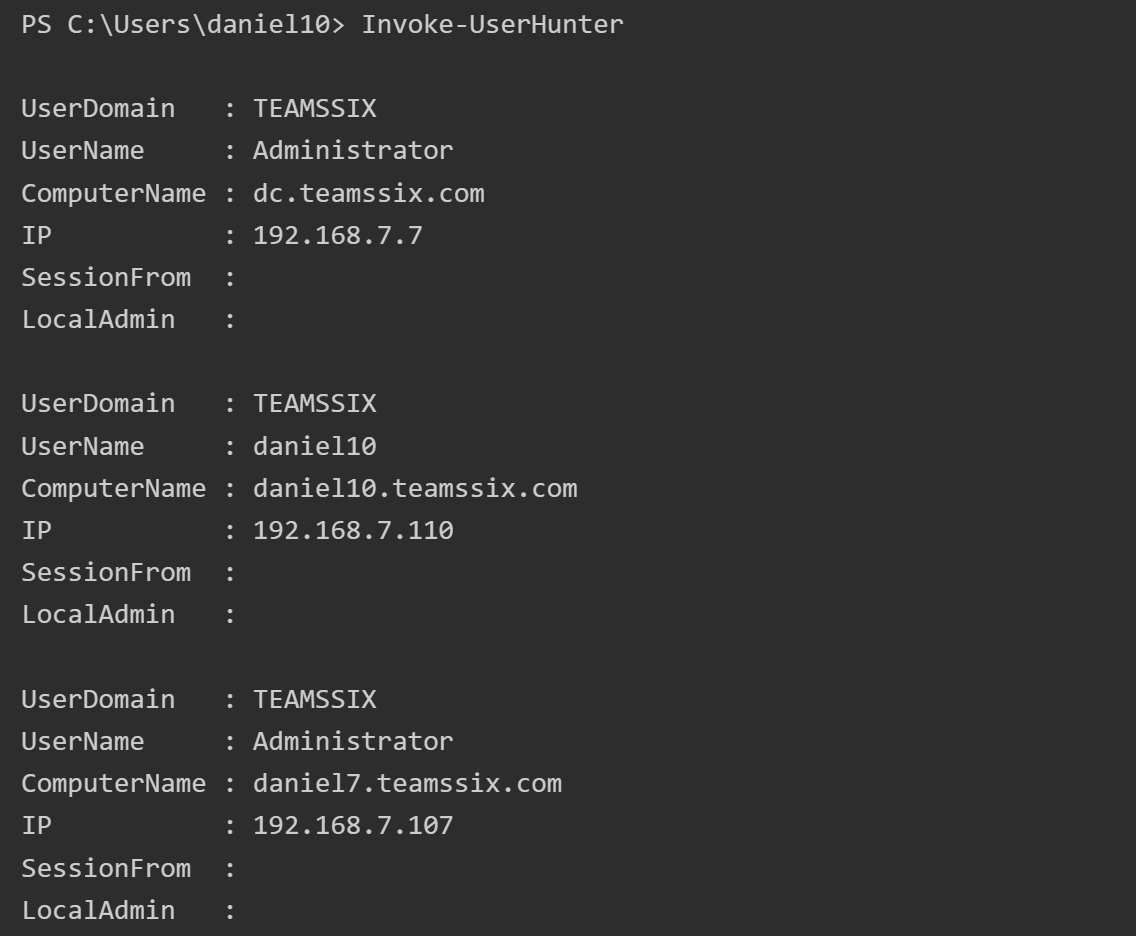 PS C:\Users\daniel10> Invoke-UserHunter
UserDomain   : TEAMSSIX
UserName     : Administrator
ComputerName : dc.teamssix.com
IP           : 192.168.7.7
SessionFrom  :
LocalAdmin   :
UserDomain   : TEAMSSIX
UserName     : daniel10
ComputerName : daniel10.teamssix.com
IP           : 192.168.7.110
SessionFrom  :
LocalAdmin   :
UserDomain   : TEAMSSIX
UserName     : Administrator
ComputerName : daniel7.teamssix.com
IP           : 192.168.7.107
SessionFrom  :
LocalAdmin   :